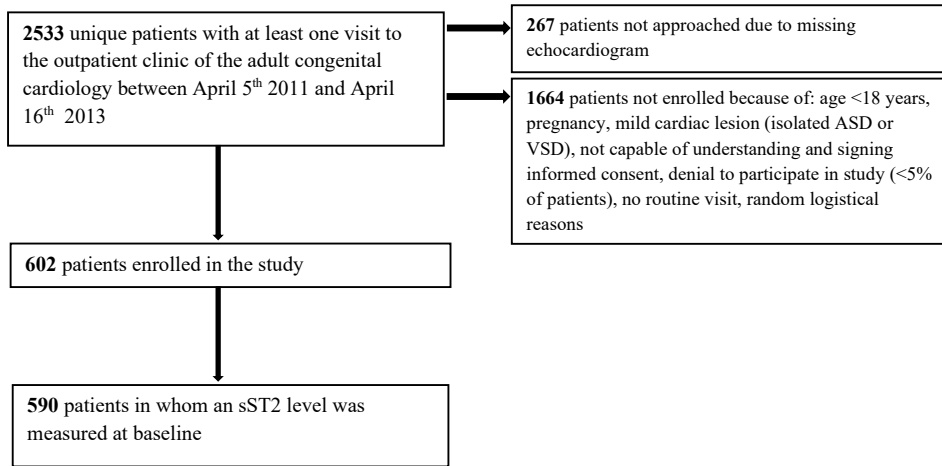 2533 unique patients with at least one visit to
the outpatient clinic of the adult congenital
cardiology between April 5th 2011 and April
16th 2013
267 patients not approached due to missing
echocardiogram
1664 patients not enrolled because of: age <18 years,
pregnancy, mild cardiac lesion (isolated ASD or
VSD), not capable of understanding and signing
informed consent, denial to participate in study (<5%
of patients), no routine visit, random logistical
reasons
602 patients enrolled in the study
590 patients in whom an sST2 level was
measured at baseline